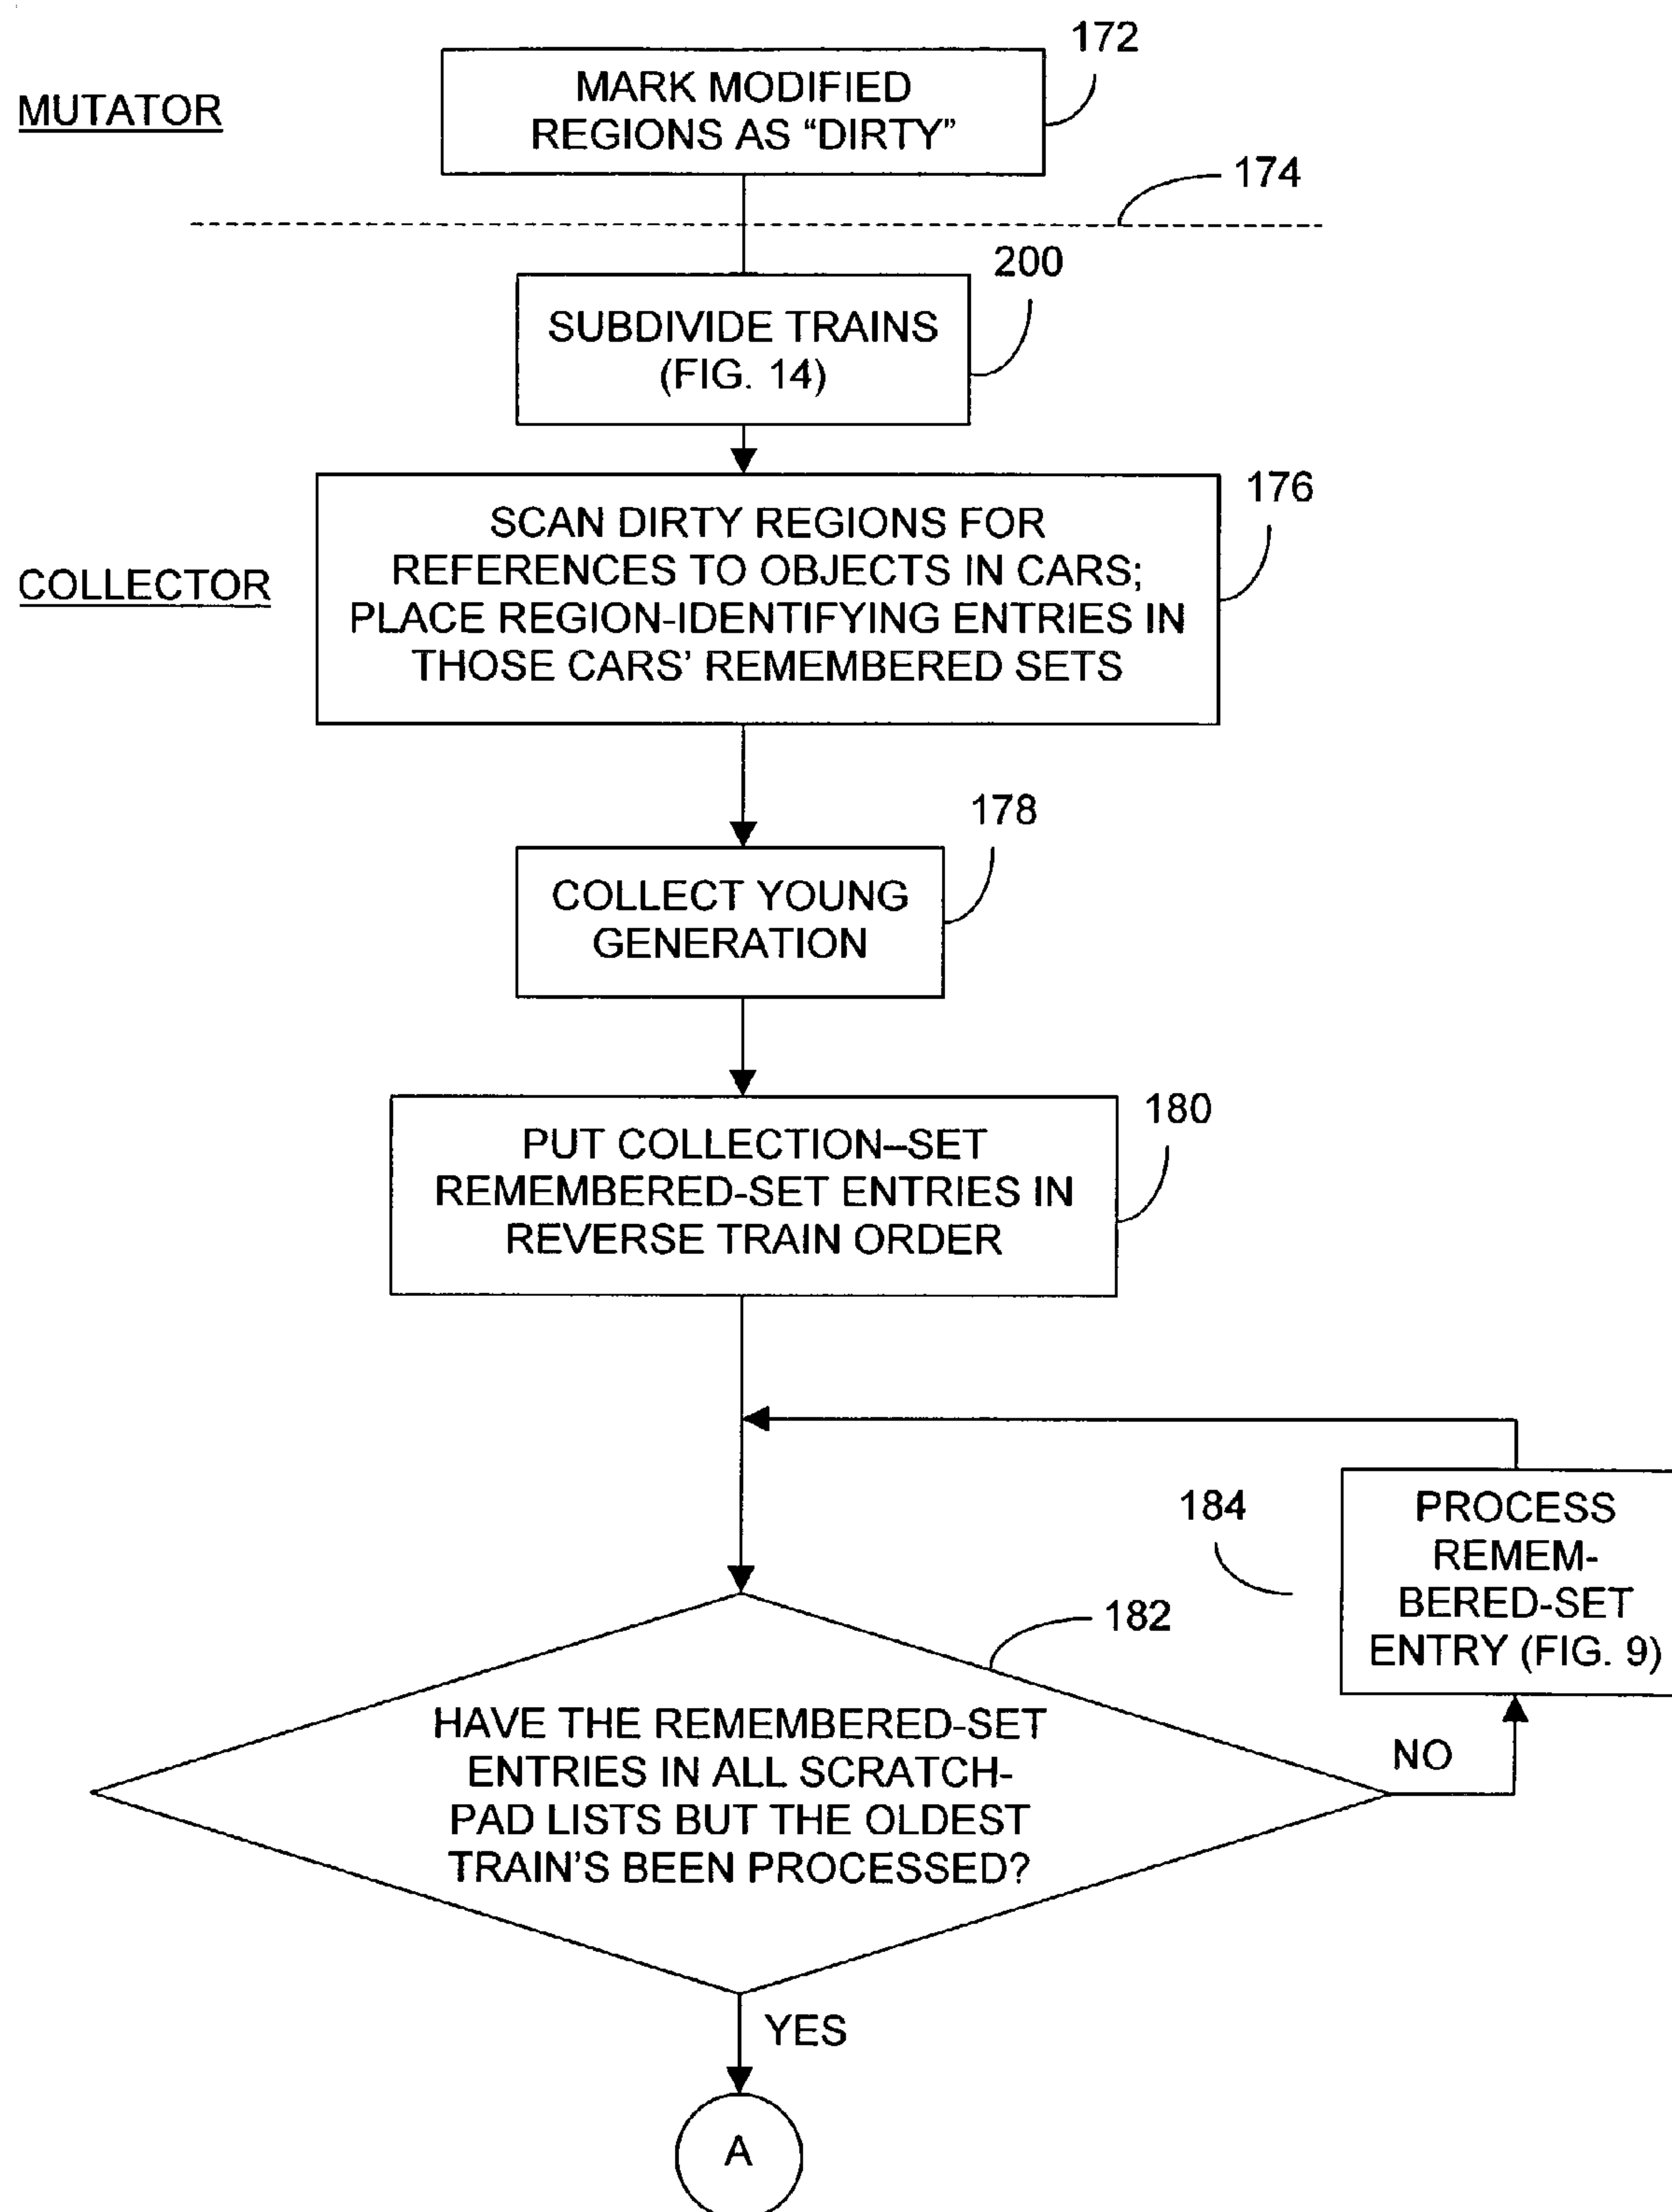 172
MUTATOR
MARK MODIFIED
REGIONS AS “DIRTY”
174
200
SUBDIVIDE TRAINS
(FIG. 14)
176
COLLECTOR
SCAN DIRTY REGIONS FOR
REFERENCES TO OBJECTS IN CARS;
PLACE REGION-IDENTIFYING ENTRIES IN
THOSE CARS’ REMEMBERED SETS
178
COLLECT YOUNG
GENERATION
180
PUT COLLECTION–SET
REMEMBERED-SET ENTRIES IN
REVERSE TRAIN ORDER
184
PROCESS
REMEM-
BERED-SET
ENTRY (FIG. 9)
182
HAVE THE REMEMBERED-SET
ENTRIES IN ALL SCRATCH-
PAD LISTS BUT THE OLDEST
TRAIN’S BEEN PROCESSED?
NO
YES
A